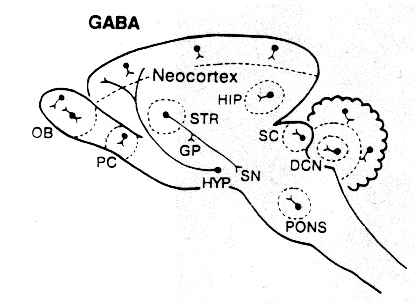 GABA
Neocortex
HIP
STR
OB
SC
PC
GP
DCN
HYP
SN
PONS